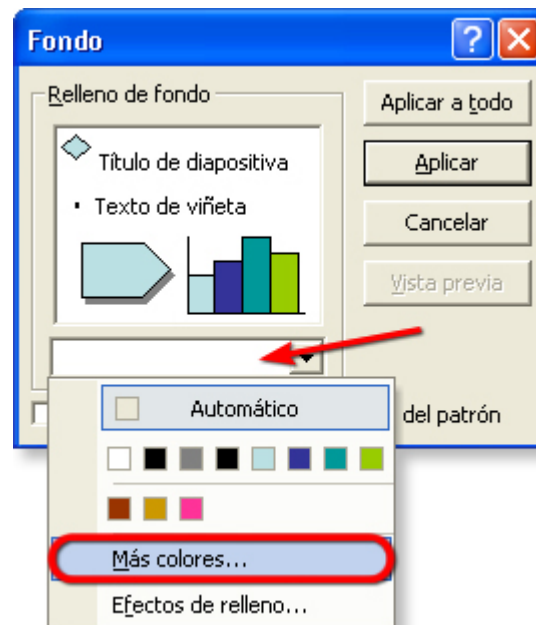 Fondo
Relleno de fondo
Título de diapositiva
Texto de viñeta
Aplicar a todo
Aplicar
Cancelar
Vista previa
Automático
del patrón
Más colores...
Efectos de relleno...